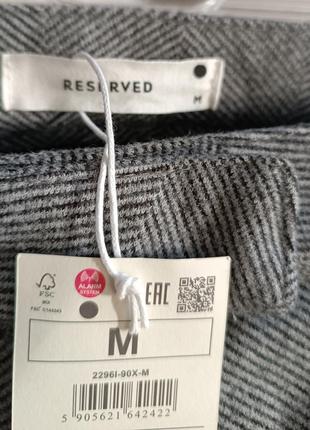 RESERVED
M
FSC
MIX
ALARM
SYSTEM
EAC
M
2296I-90X-M
5 905621 642422